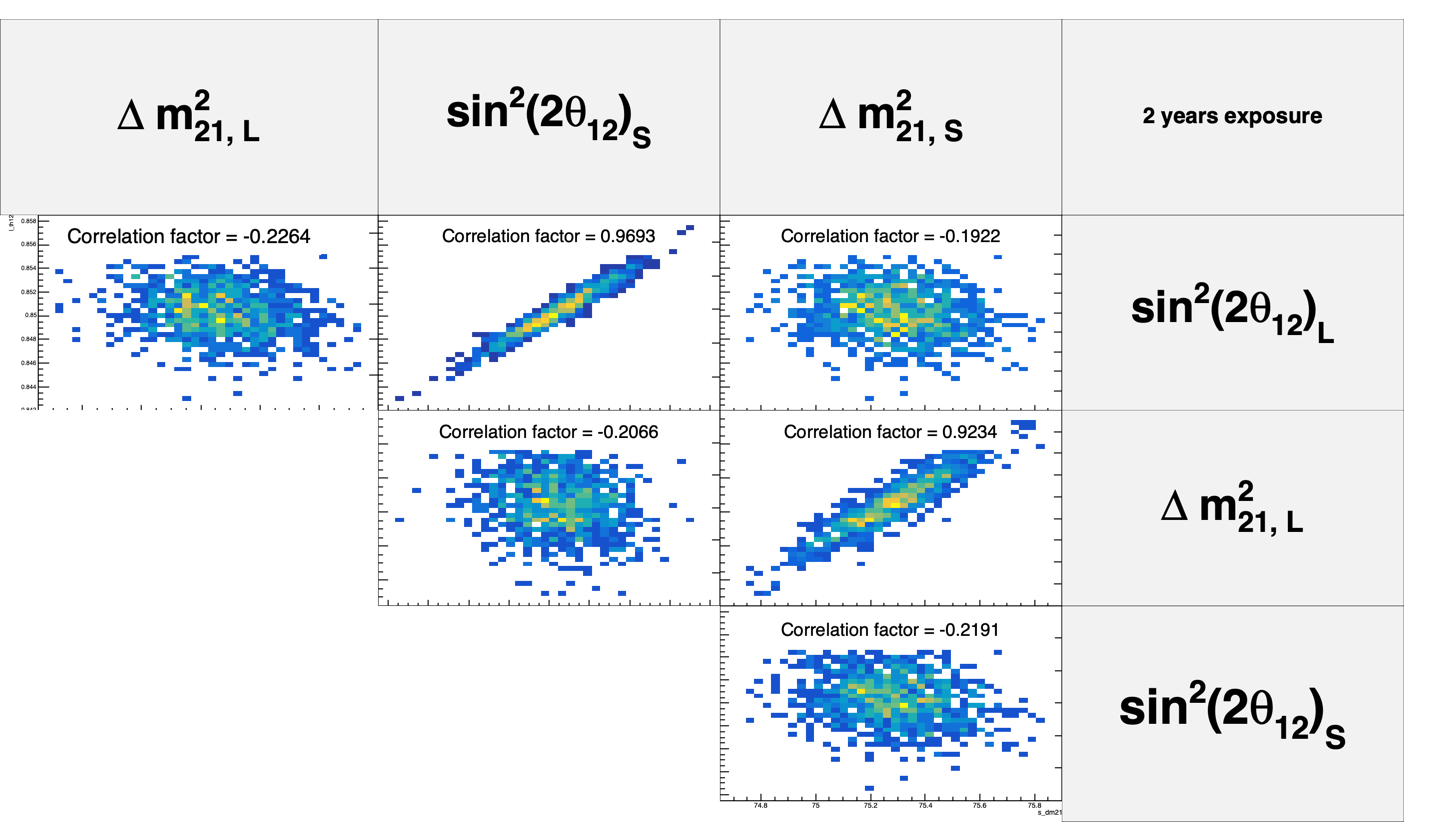 Δ m²₂₁, L
sin²(2θ₁₂)S
Δ m²₂₁, S
2 years exposure
l_th12
0.858
0.856
0.854
0.852
0.85
0.848
0.846
0.844
Correlation factor = -0.2264
Correlation factor = 0.9693
Correlation factor = -0.1922
sin²(2θ₁₂)L
Correlation factor = -0.2066
Correlation factor = 0.9234
Δ m²₂₁, L
Correlation factor = -0.2191
sin²(2θ₁₂)S
74.8 75 75.2 75.4 75.6 75.8
s_dm21